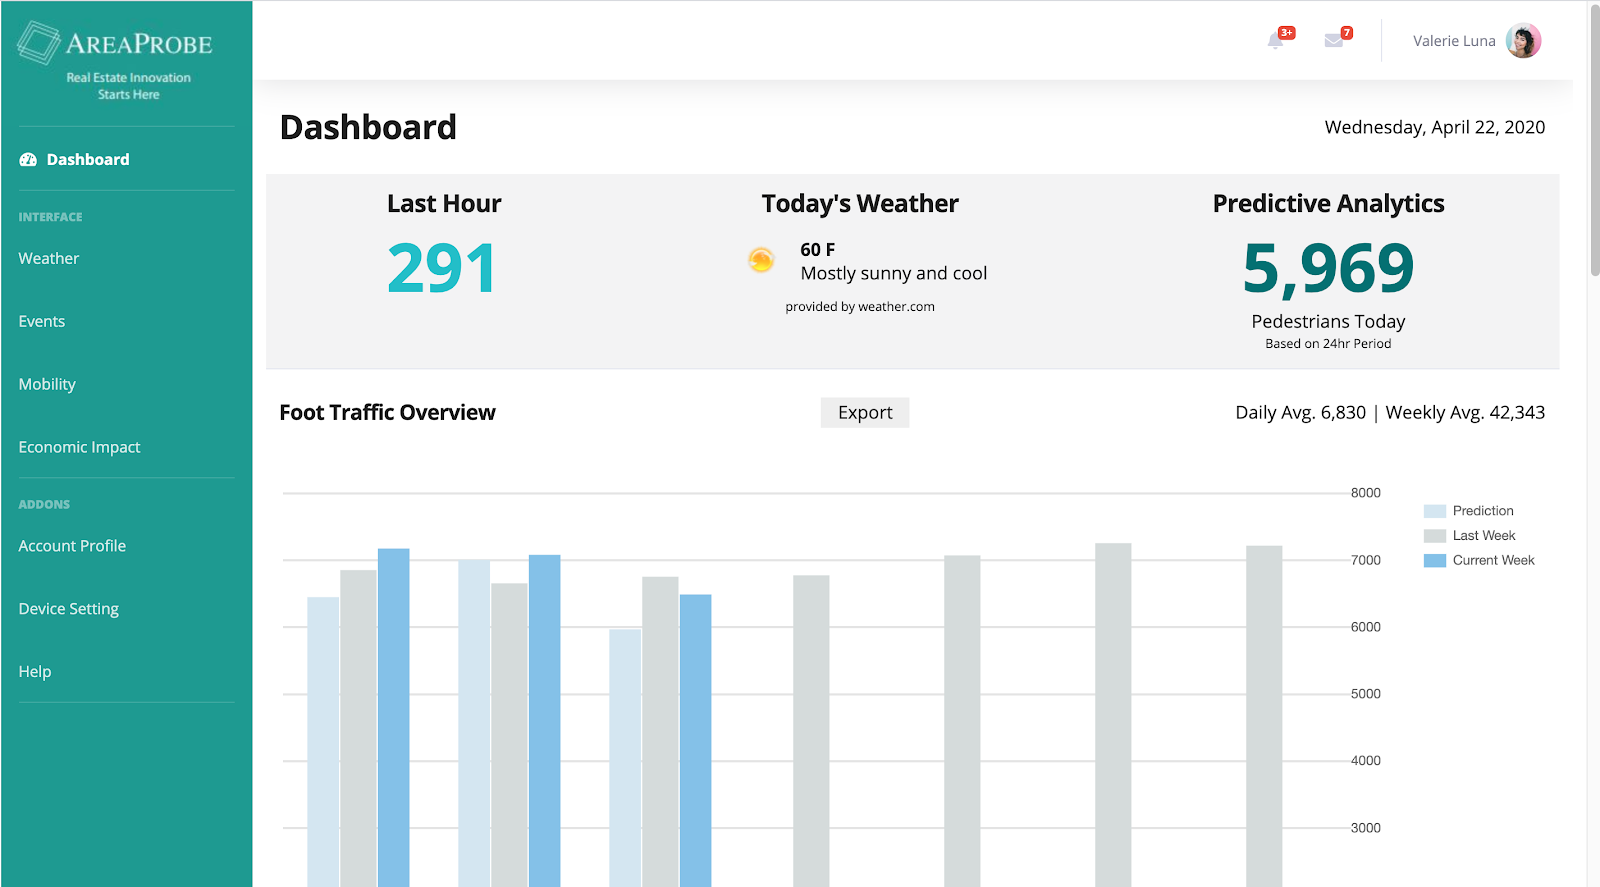 AREAPROBE
Real Estate Innovation
Starts Here
Dashboard
INTERFACE
Weather
Events
Mobility
Economic Impact
ADDONS
Account Profile
Device Setting
Help
3+
7
Valerie Luna
Dashboard
Wednesday, April 22, 2020
Last Hour
291
Today's Weather
60 F
Mostly sunny and cool
provided by weather.com
Predictive Analytics
5,969
Pedestrians Today
Based on 24hr Period
Foot Traffic Overview
Export
Daily Avg. 6,830 | Weekly Avg. 42,343
8000
7000
6000
5000
4000
3000
Prediction
Last Week
Current Week